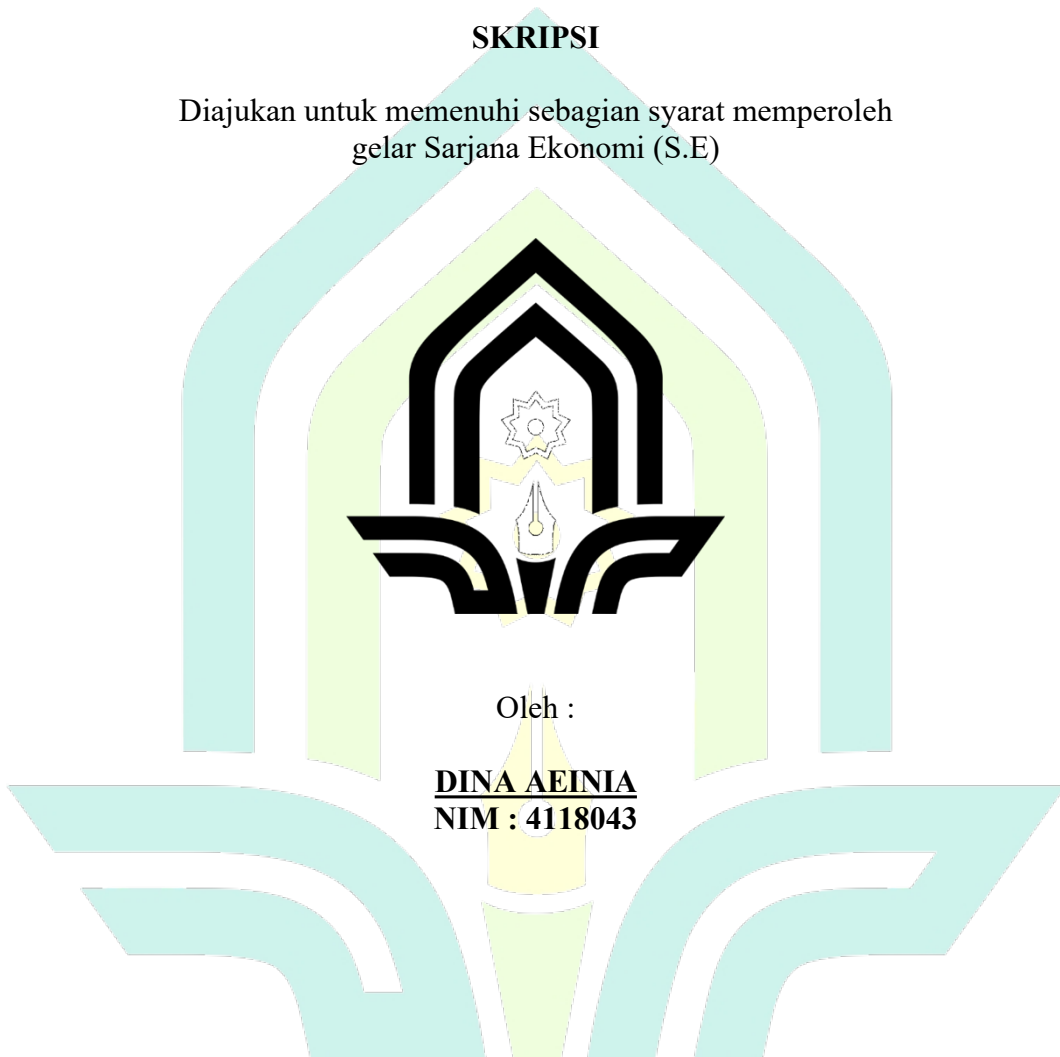 SKRIPSI
Diajukan untuk memenuhi sebagian syarat memperoleh
gelar Sarjana Ekonomi (S.E)
Oleh :
DINA AEINIA
NIM : 4118043